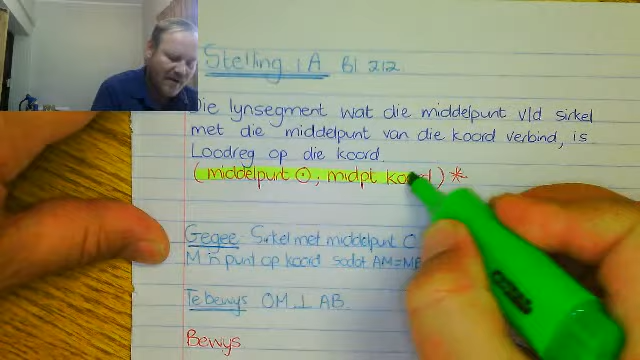 Stelling 1A Bl 212
Die lynsegment wat die middelpunt v/d sirkel
met die middelpunt van die koord verbind, is
Loodreg op die koord.
(middelpunt ⊙; midpt koord) *
Gegee Sirkel met middelpunt
M 'n punt op koord sodat AM=MB
Te bewys OM ⊥ AB
Bewys